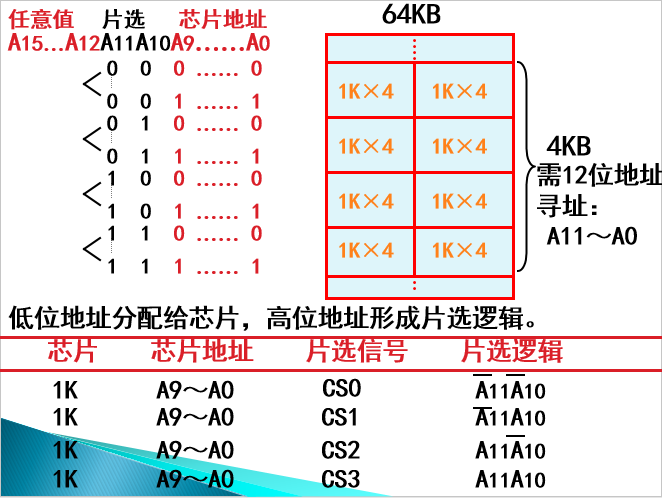 任意值 片选 芯片地址 64KB
A15...A12A11A10A9......A0
0 0 0 ...... 0
0 0 1 ...... 1
0 1 0 ...... 0
0 1 1 ...... 1
1 0 0 ...... 0
1 0 1 ...... 1
1 1 0 ...... 0
1 1 1 ...... 1
1K×4 1K×4
1K×4 1K×4
1K×4 1K×4
1K×4 1K×4
4KB
需12位地址
寻址：
A11～A0
低位地址分配给芯片，高位地址形成片选逻辑。
芯片 芯片地址 片选信号 片选逻辑
1K A9～A0 CS0 A̅11A̅10
1K A9～A0 CS1 A̅11A10
1K A9～A0 CS2 A11A̅10
1K A9～A0 CS3 A11A10